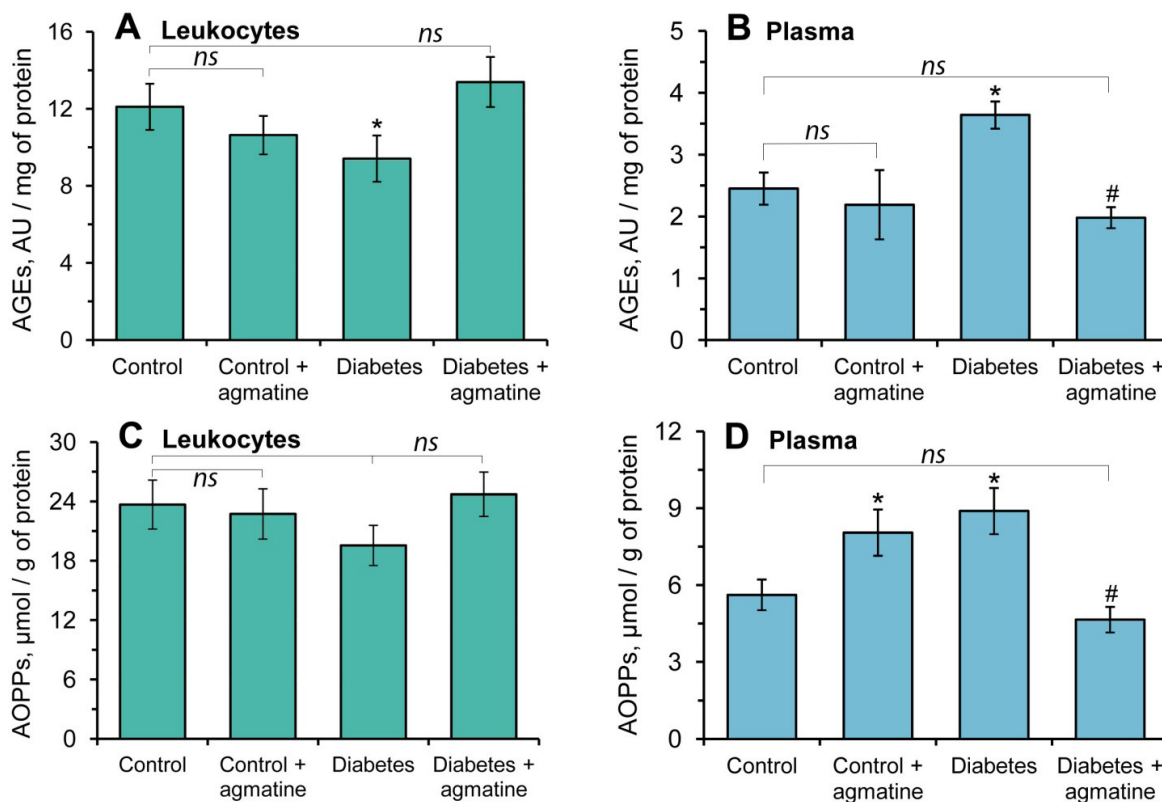 A Leukocytes
ns
ns
*
AGEs, AU / mg of protein
16
12
8
4
0
Control
Control +
agmatine
Diabetes
Diabetes +
agmatine
B Plasma
ns
ns
*
#
AGEs, AU / mg of protein
5
4
3
2
1
0
Control
Control +
agmatine
Diabetes
Diabetes +
agmatine
C Leukocytes
ns
ns
AOPPs, µmol / g of protein
30
24
18
12
6
0
Control
Control +
agmatine
Diabetes
Diabetes +
agmatine
D Plasma
ns
*
*
#
AOPPs, µmol / g of protein
12
9
6
3
0
Control
Control +
agmatine
Diabetes
Diabetes +
agmatine